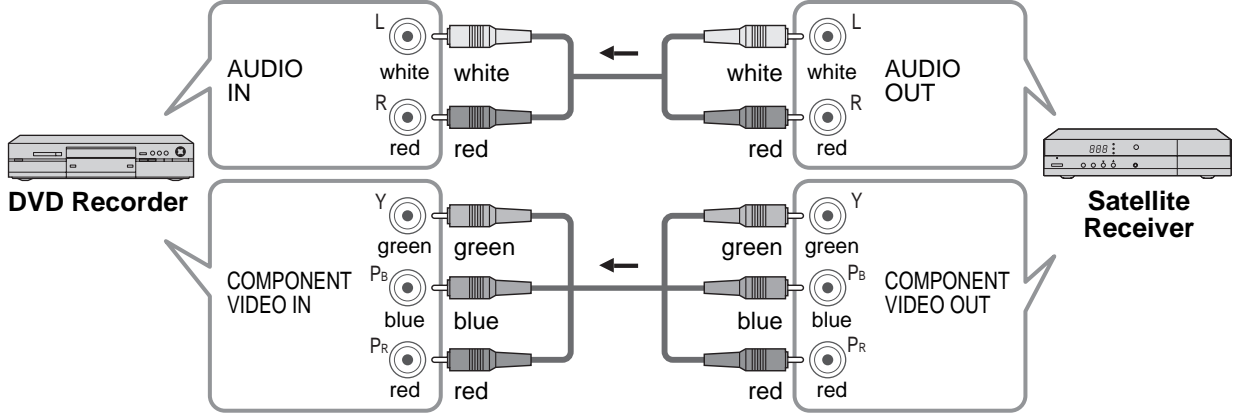 L
AUDIO
IN
white
white
R
red
red
white
white
L
AUDIO
OUT
R
red
red
DVD Recorder
888
Satellite
Receiver
Y
green
green
COMPONENT
VIDEO IN
PB
blue
blue
PR
red
red
Y
green
green
PB
COMPONENT
VIDEO OUT
blue
blue
PR
red
red